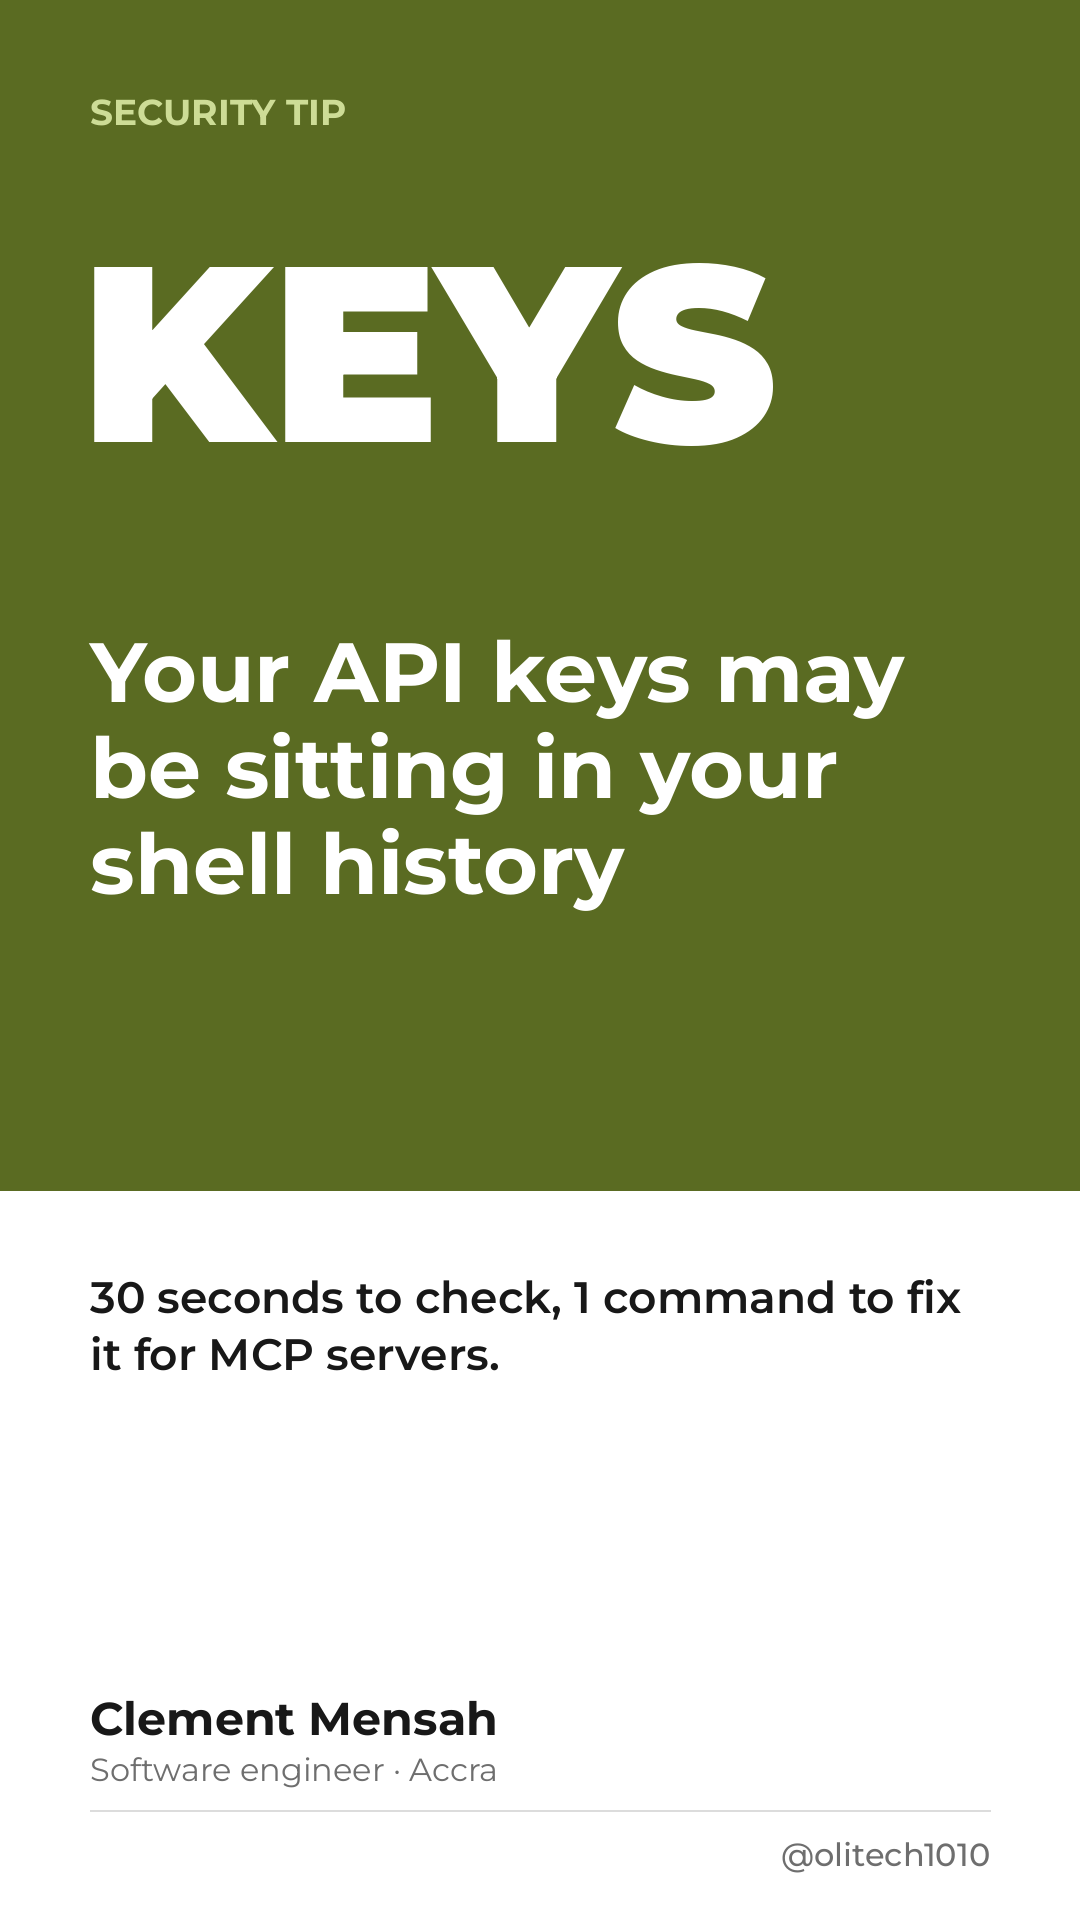 SECURITY TIP
KEYS
Your API keys may
be sitting in your
shell history
30 seconds to check, 1 command to fix
it for MCP servers.
Clement Mensah
Software engineer · Accra
@olitech1010